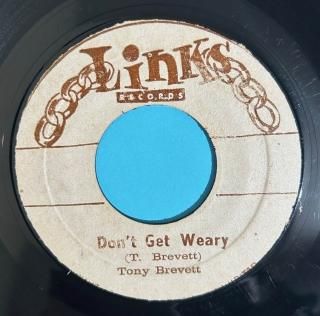 Links
RECORDS
Don't Get Weary
(T. Brevett)
Tony Brevett